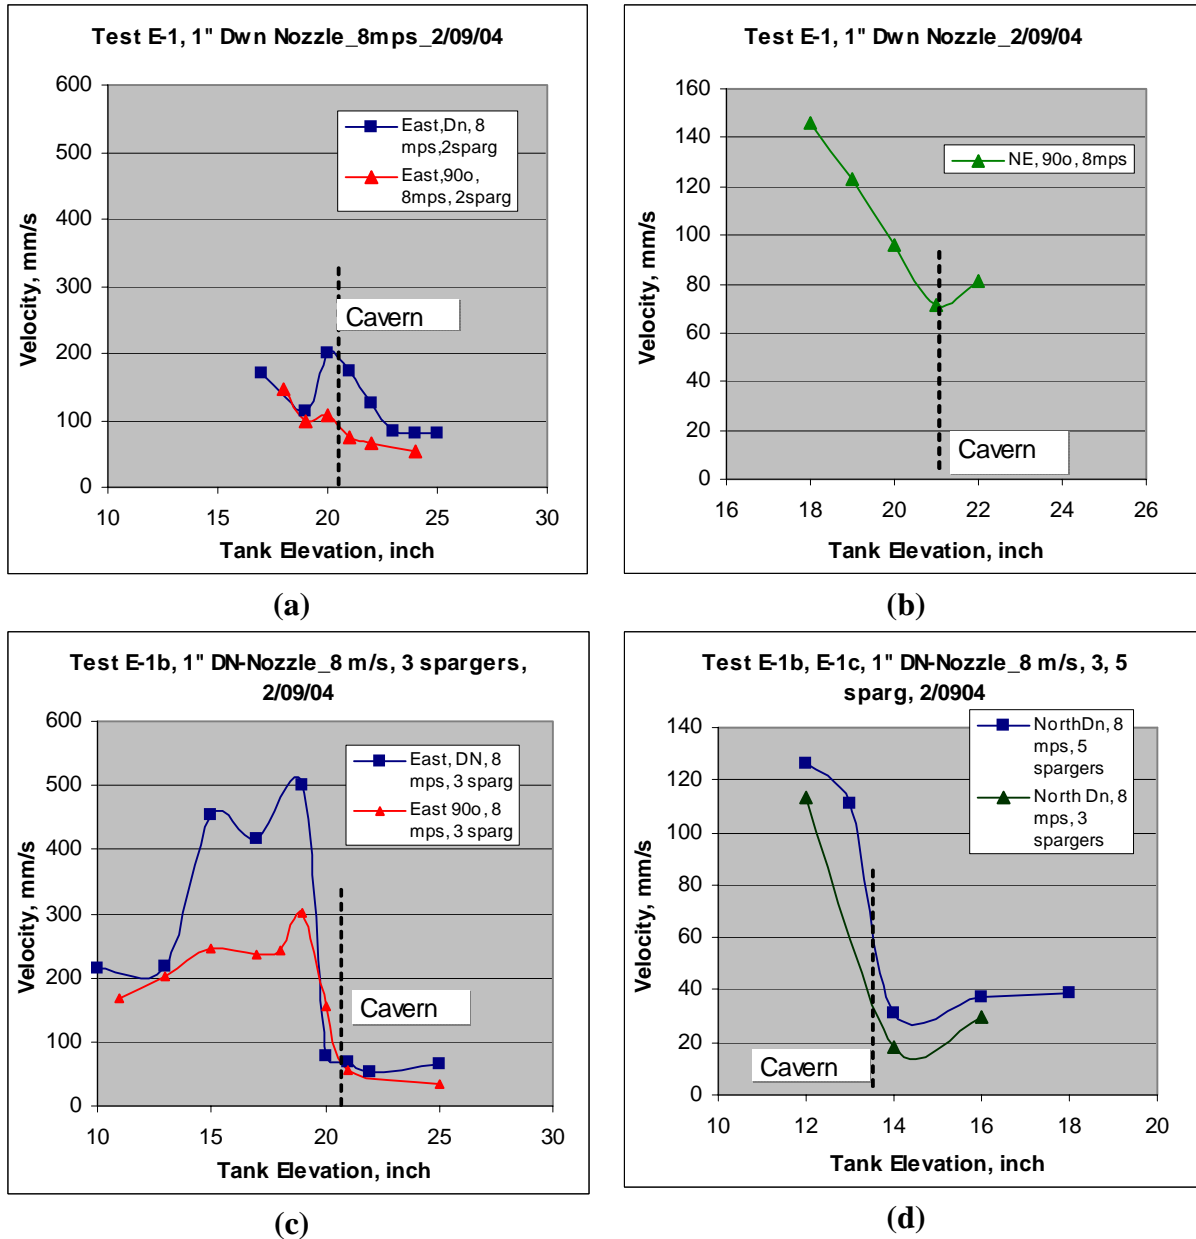 Test E-1, 1" Dwn Nozzle_8mps_2/09/04
600
500
400
300
200
100
0
10
15
20
25
30
Velocity, mm/s
Tank Elevation, inch
East,Dn, 8
mps,2sparg
East,90o,
8mps, 2sparg
Cavern
(a)
Test E-1, 1" Dwn Nozzle_2/09/04
160
140
120
100
80
60
40
20
0
16
18
20
22
24
26
Velocity, mm/s
Tank Elevation, inch
NE, 90o, 8mps
Cavern
(b)
Test E-1b, 1" DN-Nozzle_8 m/s, 3 spargers,
2/09/04
600
500
400
300
200
100
0
10
15
20
25
30
Velocity, mm/s
Tank Elevation, inch
East, DN, 8
mps, 3 sparg
East 90o, 8
mps, 3 sparg
Cavern
(c)
Test E-1b, E-1c, 1" DN-Nozzle_8 m/s, 3, 5
sparg, 2/0904
140
120
100
80
60
40
20
0
10
12
14
16
18
20
Velocity, mm/s
Tank Elevation, inch
NorthDn, 8
mps, 5
spargers
North Dn, 8
mps, 3
spargers
Cavern
(d)